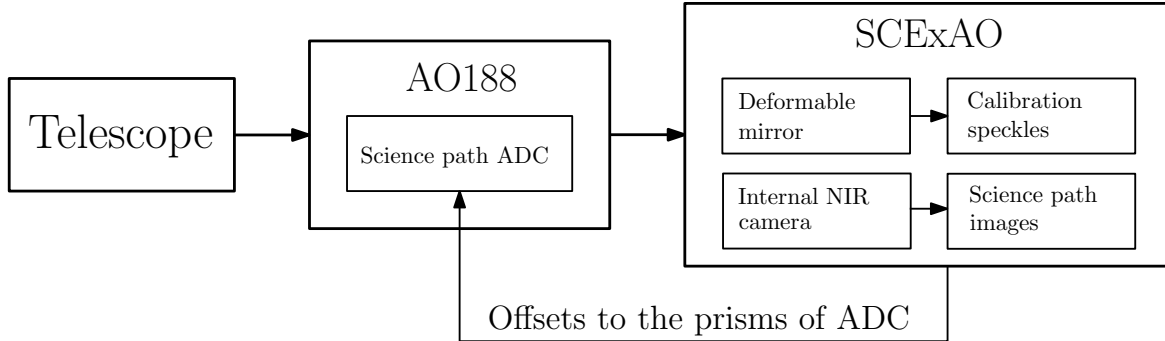 SCExAO
AO188
Telescope
Science path ADC
Deformable
mirror
Calibration
speckles
Internal NIR
camera
Science path
images
Offsets to the prisms of ADC